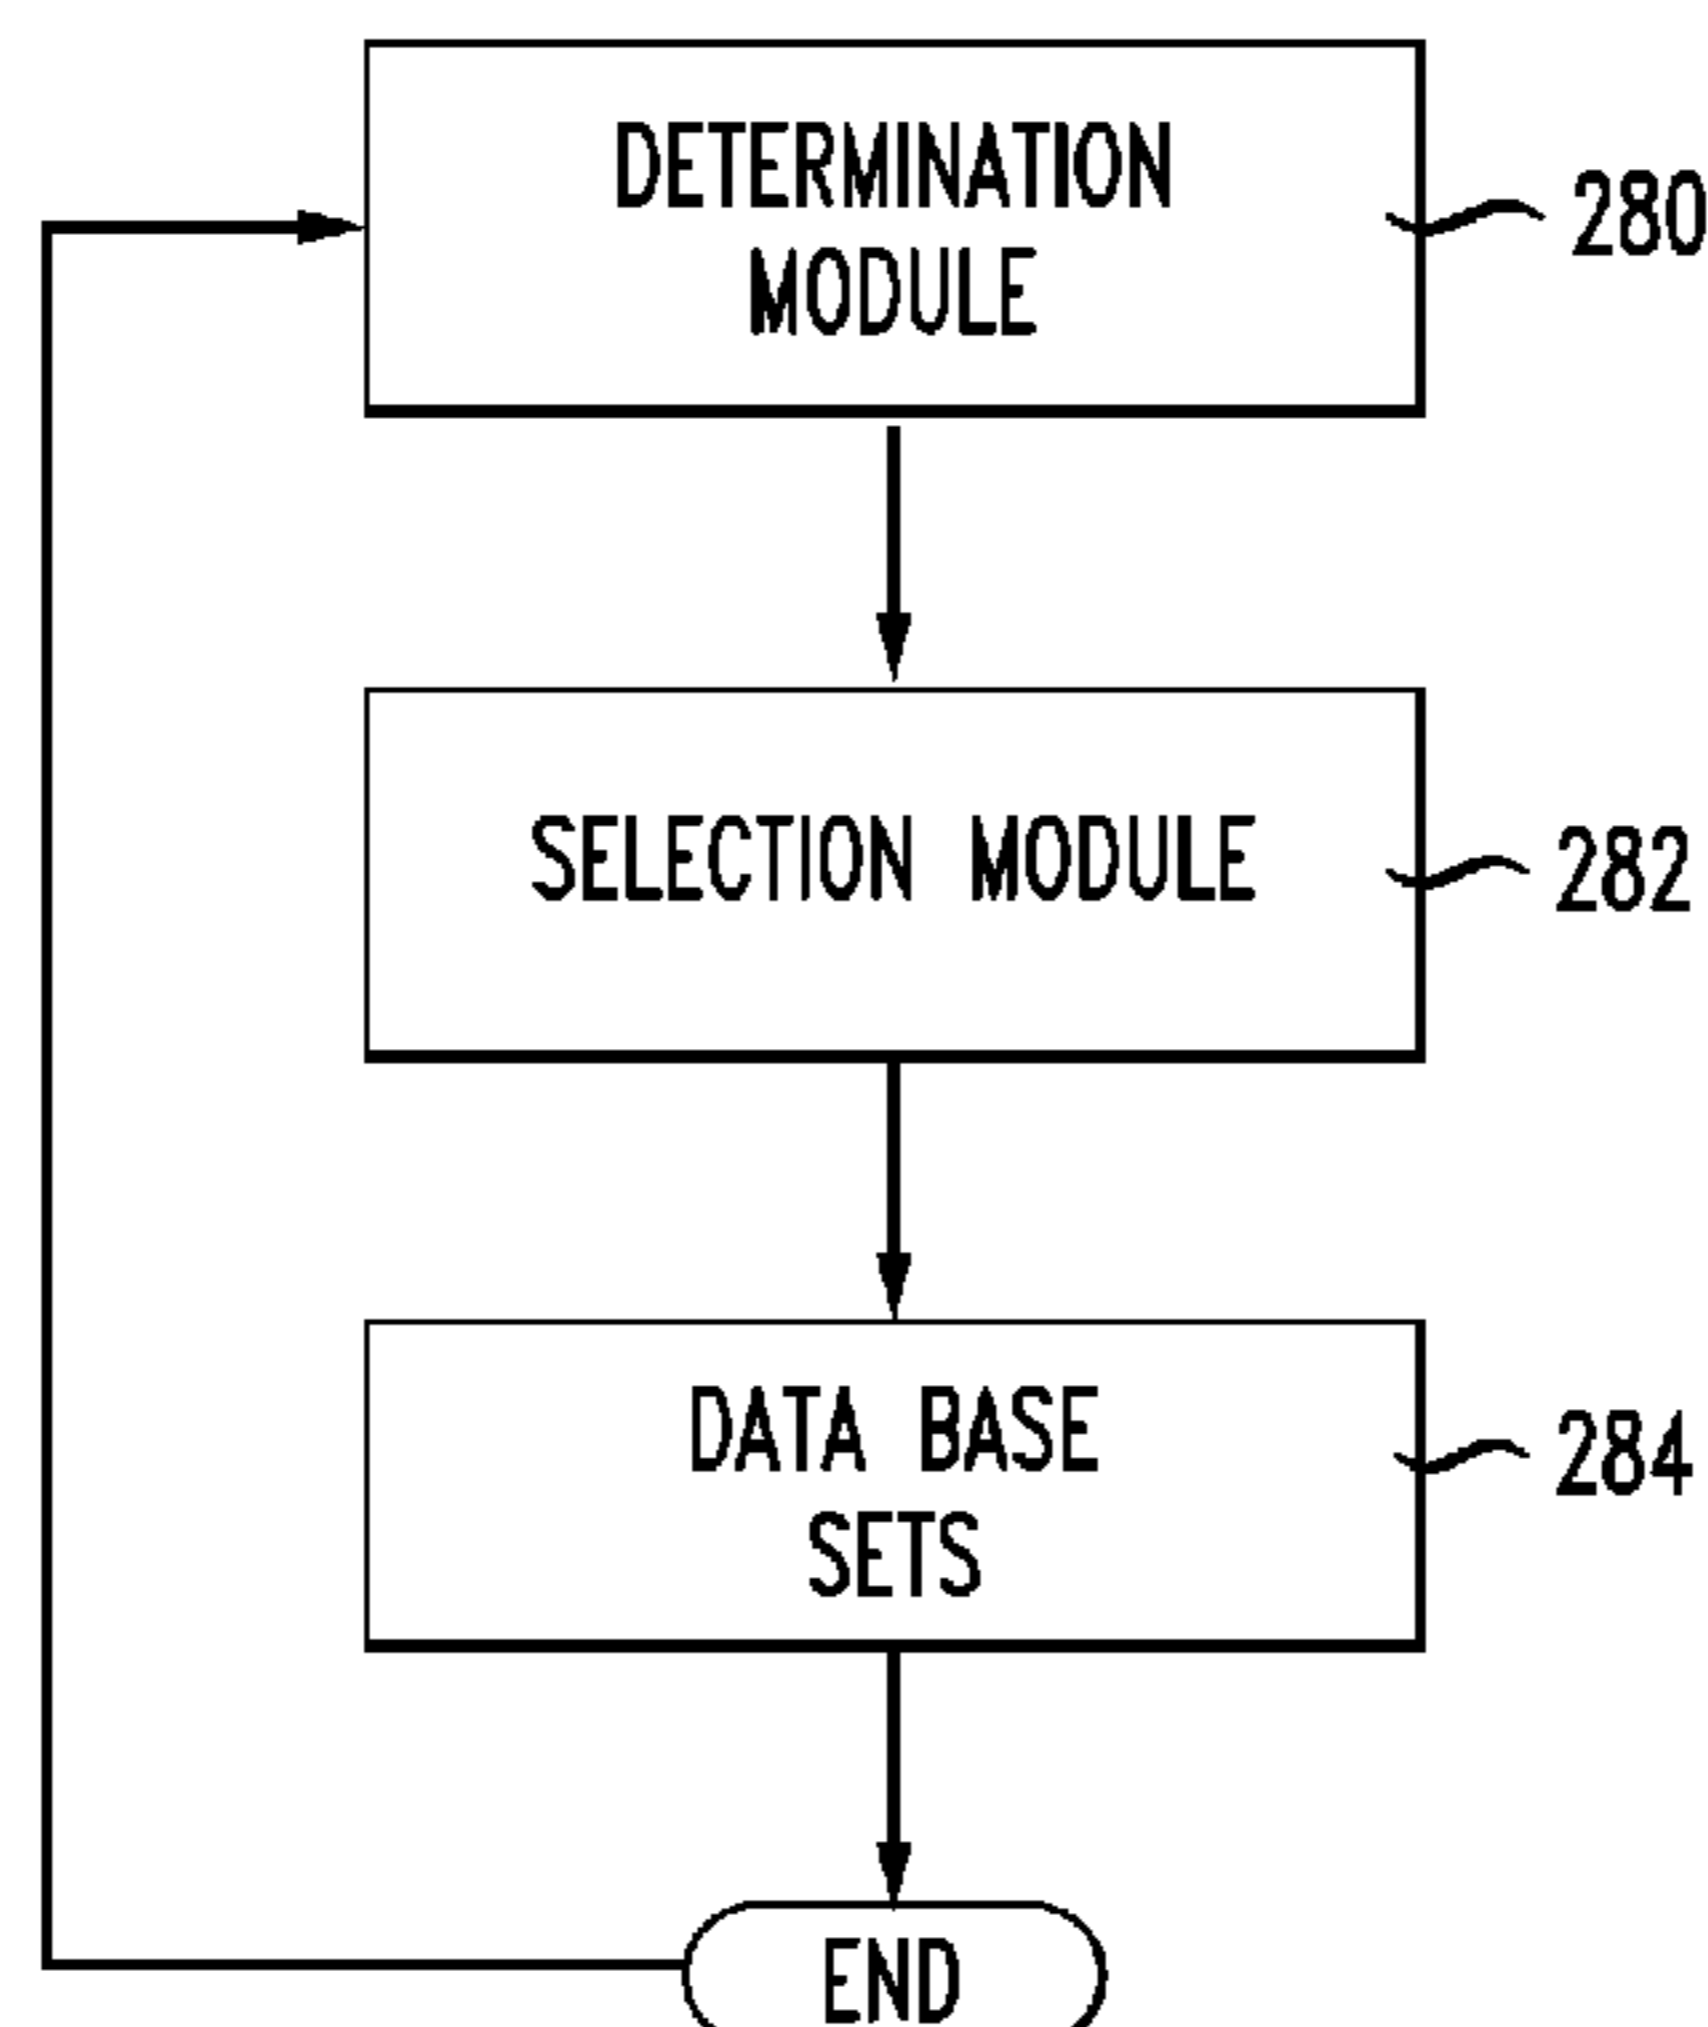 DETERMINATION
MODULE
280
SELECTION MODULE
282
DATA BASE
SETS
284
END